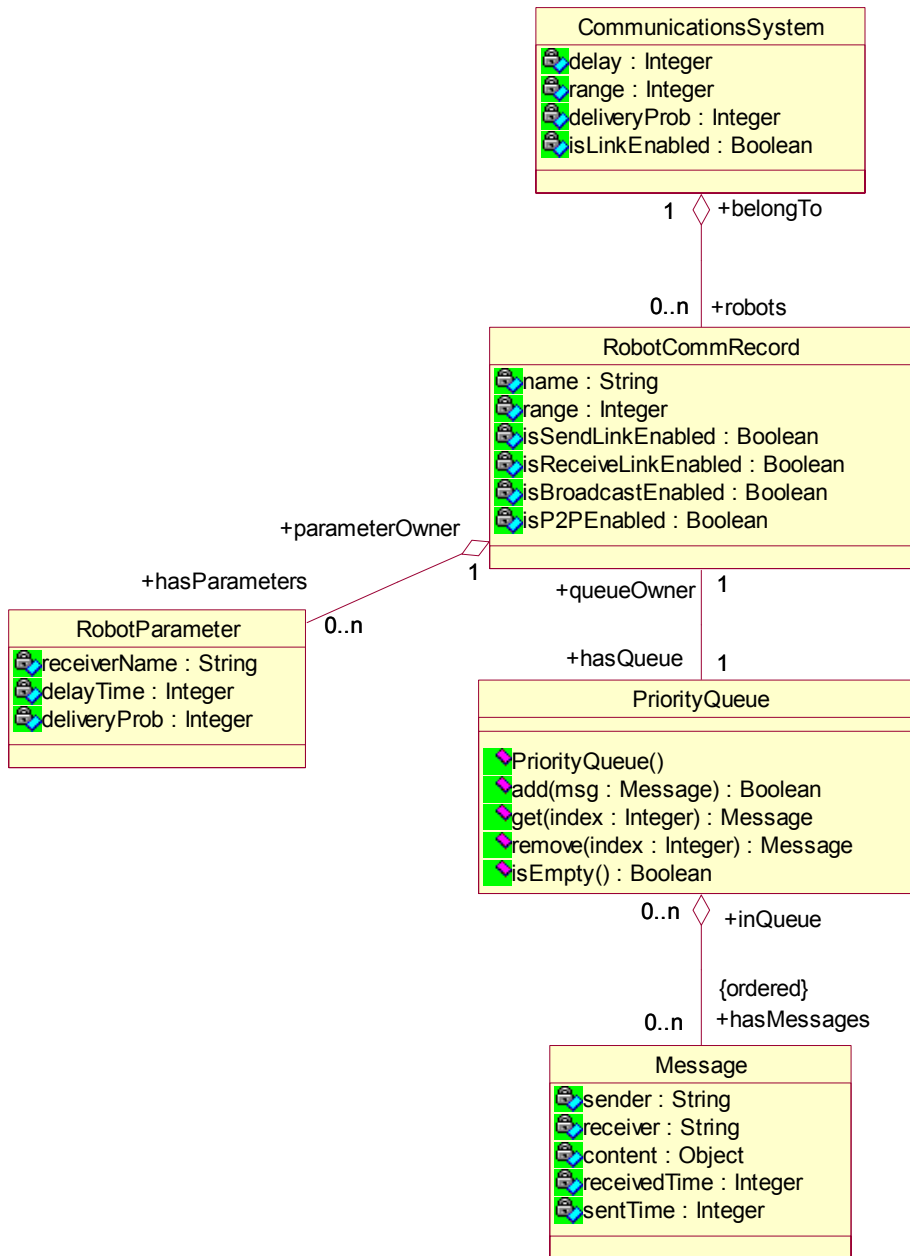 CommunicationsSystem
delay : Integer
range : Integer
deliveryProb : Integer
isLinkEnabled : Boolean
1 +belongTo
0..n +robots
RobotCommRecord
name : String
range : Integer
isSendLinkEnabled : Boolean
isReceiveLinkEnabled : Boolean
isBroadcastEnabled : Boolean
isP2PEnabled : Boolean
+parameterOwner
1
+hasParameters
0..n
RobotParameter
receiverName : String
delayTime : Integer
deliveryProb : Integer
+queueOwner 1
+hasQueue 1
PriorityQueue
PriorityQueue()
add(msg : Message) : Boolean
get(index : Integer) : Message
remove(index : Integer) : Message
isEmpty() : Boolean
0..n +inQueue
{ordered}
0..n +hasMessages
Message
sender : String
receiver : String
content : Object
receivedTime : Integer
sentTime : Integer